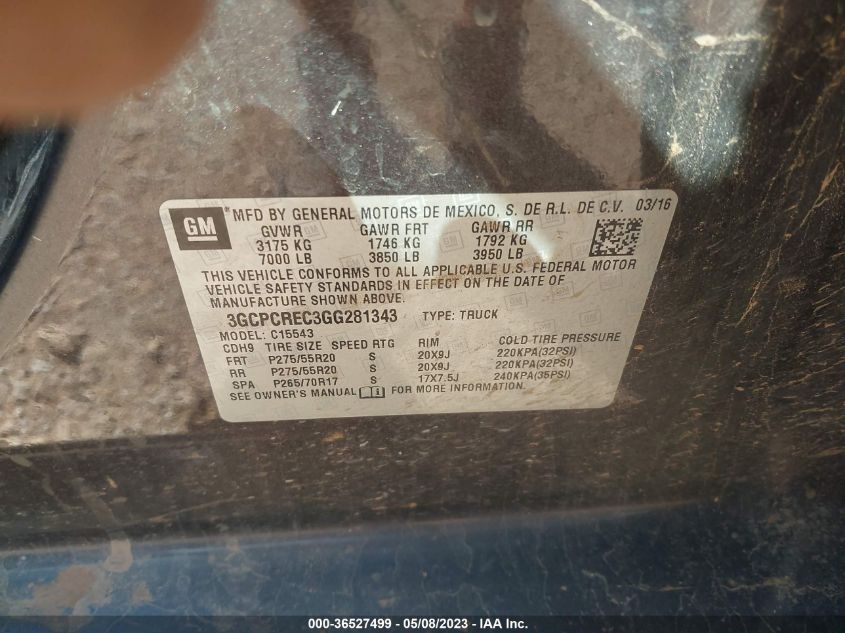 GM
MFD BY GENERAL MOTORS DE MEXICO, S. DE R.L. DE C.V. 03/16
GVWR GAWR FRT GAWR RR
3175 KG 1746 KG 1792 KG
7000 LB 3850 LB 3950 LB
THIS VEHICLE CONFORMS TO ALL APPLICABLE U.S. FEDERAL MOTOR
VEHICLE SAFETY STANDARDS IN EFFECT ON THE DATE OF
MANUFACTURE SHOWN ABOVE.
3GCPCREC3GG281343 TYPE: TRUCK
MODEL: C15543
CDH9 TIRE SIZE SPEED RTG RIM COLD TIRE PRESSURE
FRT P275/55R20 S 20X9J 220KPA(32PSI)
RR P275/55R20 S 20X9J 220KPA(32PSI)
SPA P265/70R17 S 17X7.5J 240KPA(35PSI)
SEE OWNER'S MANUAL FOR MORE INFORMATION.
000-36527499 - 05/08/2023 - IAA Inc.